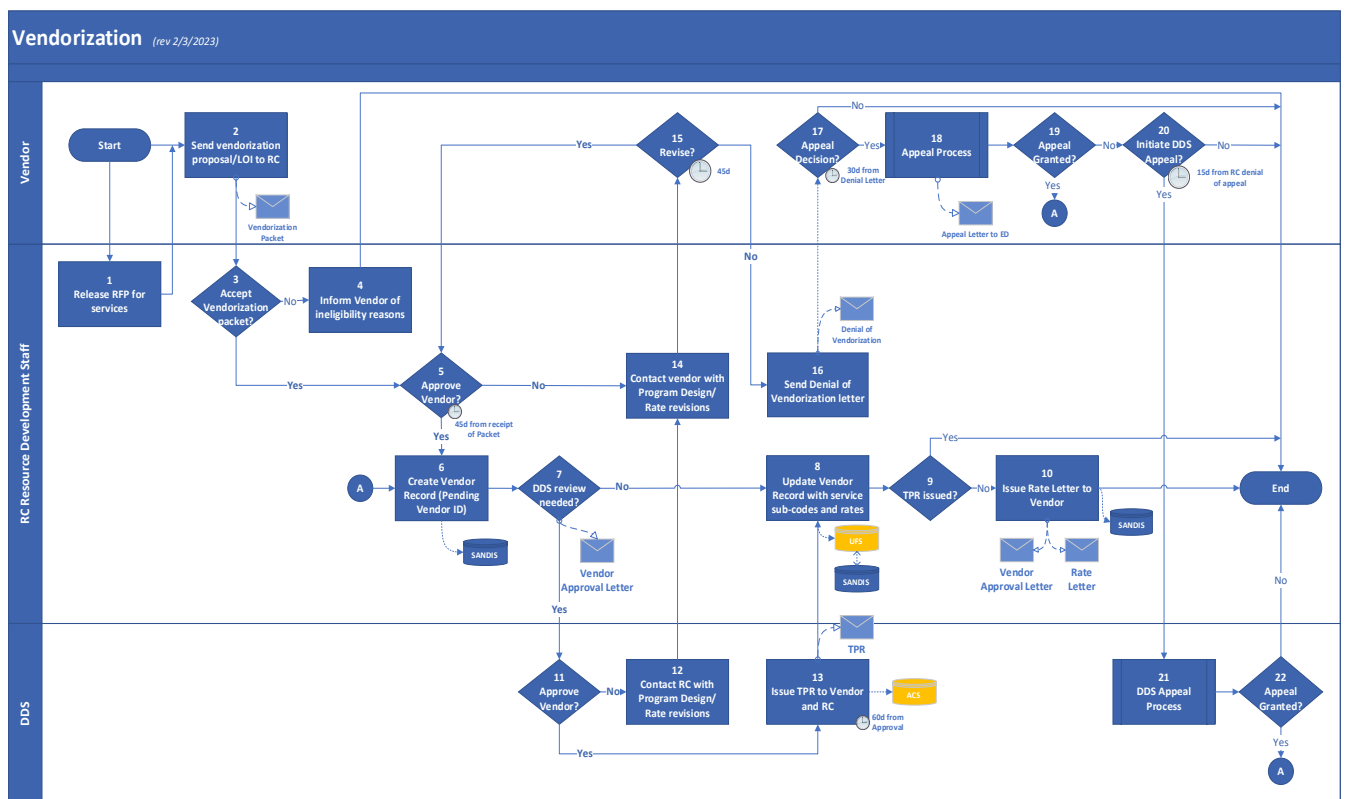 Vendorization (rev 2/3/2023)
Vendor
Start
2
Send vendorization
proposal/LOI to RC
Vendorization
Packet
15
Revise?
45d
Yes
No
17
Appeal
Decision?
30d from
Denial Letter
No
Yes
18
Appeal Process
Appeal Letter to ED
19
Appeal
Granted?
No
Yes
A
20
Initiate DDS
Appeal?
No
15d from RC denial
of appeal
Yes
RC Resource Development Staff
1
Release RFP for
services
3
Accept
Vendorization
packet?
No
Yes
4
Inform Vendor of
ineligibility reasons
5
Approve
Vendor?
45d from receipt
of Packet
No
Yes
14
Contact vendor with
Program Design/
Rate revisions
16
Send Denial of
Vendorization letter
Denial of
Vendorization
A
6
Create Vendor
Record (Pending
Vendor ID)
SANDIS
7
DDS review
needed?
No
Vendor
Approval Letter
Yes
8
Update Vendor
Record with service
sub-codes and rates
UFS
SANDIS
9
TPR issued?
Yes
No
10
Issue Rate Letter to
Vendor
SANDIS
Vendor
Approval Letter
Rate
Letter
End
No
DDS
11
Approve
Vendor?
No
Yes
12
Contact RC with
Program Design/
Rate revisions
TPR
13
Issue TPR to Vendor
and RC
60d from
Approval
ACS
21
DDS Appeal
Process
22
Appeal
Granted?
Yes
A